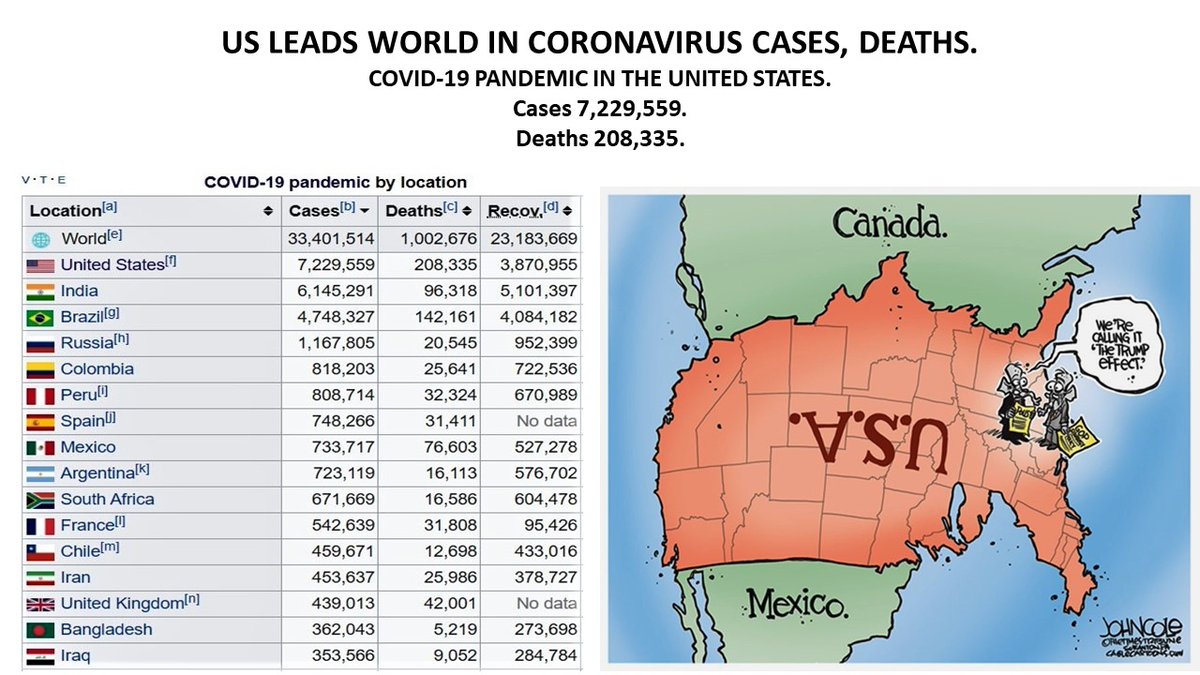 US LEADS WORLD IN CORONAVIRUS CASES, DEATHS.
COVID-19 PANDEMIC IN THE UNITED STATES.
Cases 7,229,559.
Deaths 208,335.
V · T · E COVID-19 pandemic by location
Location[a] Cases[b] Deaths[c] Recov.[d]
World[e] 33,401,514 1,002,676 23,183,669
United States[f] 7,229,559 208,335 3,870,955
India 6,145,291 96,318 5,101,397
Brazil[g] 4,748,327 142,161 4,084,182
Russia[h] 1,167,805 20,545 952,399
Colombia 818,203 25,641 722,536
Peru[i] 808,714 32,324 670,989
Spain[j] 748,266 31,411 No data
Mexico 733,717 76,603 527,278
Argentina[k] 723,119 16,113 576,702
South Africa 671,669 16,586 604,478
France[l] 542,639 31,808 95,426
Chile[m] 459,671 12,698 433,016
Iran 453,637 25,986 378,727
United Kingdom[n] 439,013 42,001 No data
Bangladesh 362,043 5,219 273,698
Iraq 353,566 9,052 284,784
Canada.
WE'RE
CALLING IT
'THE TRUMP
EFFECT.'
U.S.A.
Mexico.
JOHN COLE
©THE TIMES-TRIBUNE
SCRANTON, PA
CAGLECARTOONS.COM